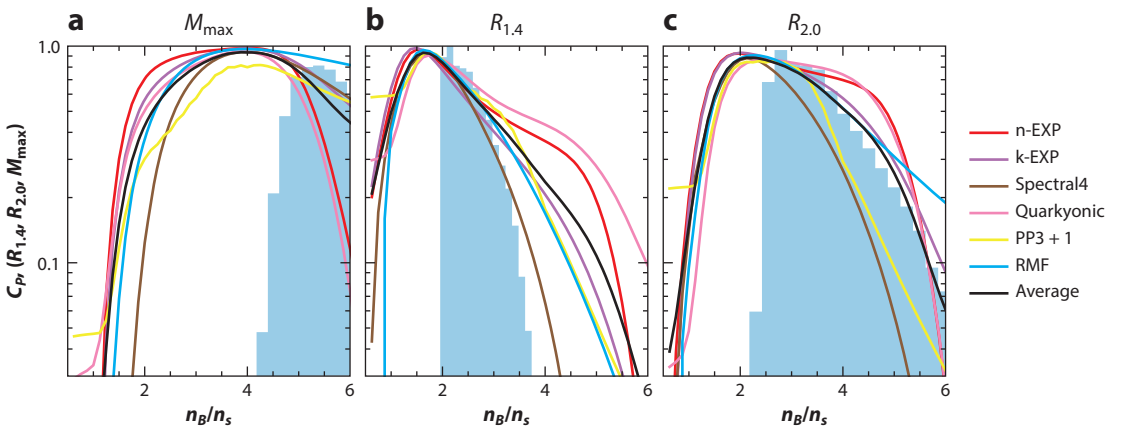 a M_max b R_1.4 c R_2.0
C_P, (R_1.4, R_2.0, M_max)
1.0
0.1
2 4 6 2 4 6 2 4 6
n_B/n_s n_B/n_s n_B/n_s
n-EXP
k-EXP
Spectral4
Quarkyonic
PP3 + 1
RMF
Average